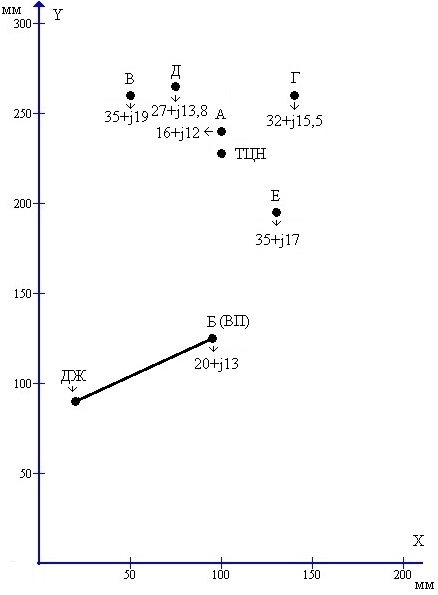 мм
300
Y
В
Д
Г
250
35+j19
27+j13,8
А
32+j15,5
16+j12
ТЦН
200
Е
35+j17
150
Б (ВП)
20+j13
ДЖ
100
50
X
50
100
150
200
мм